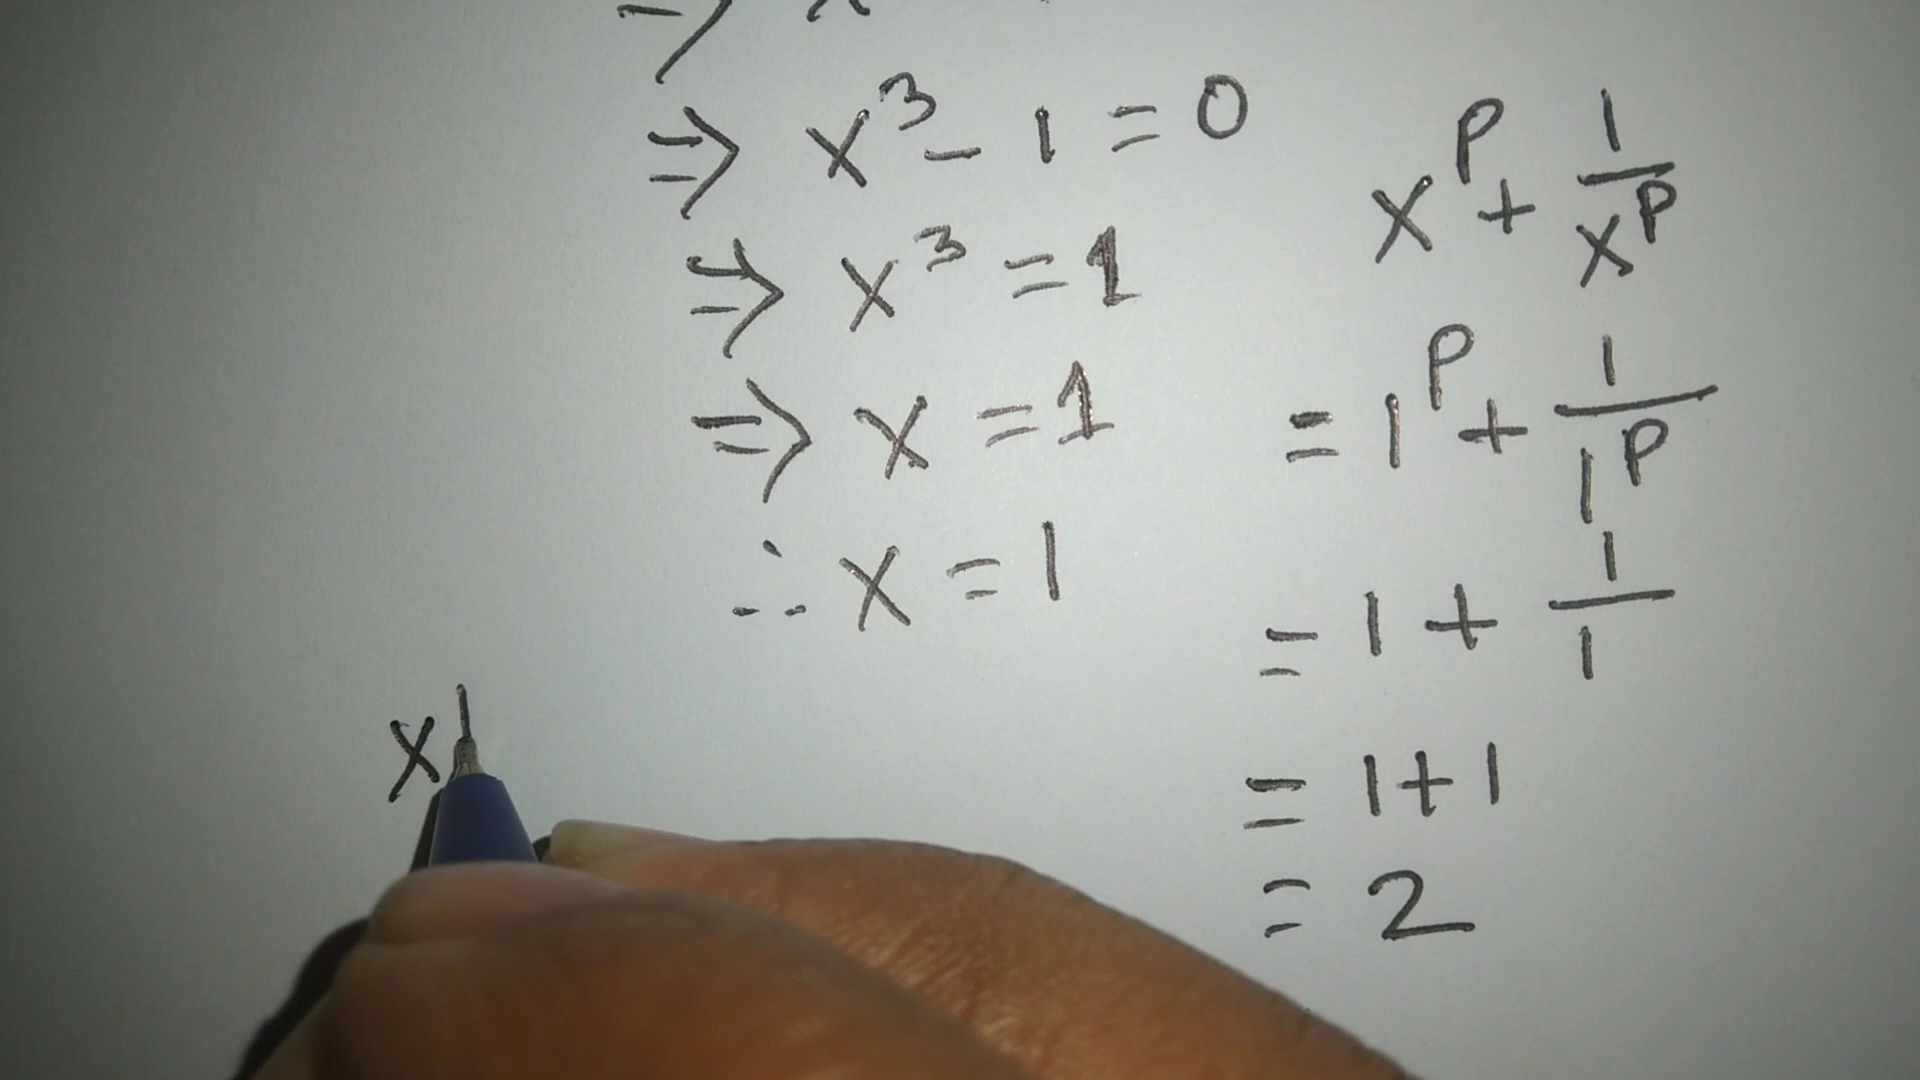 ⇒ x³ - 1 = 0
⇒ x³ = 1
⇒ x = 1
∴ x = 1
x
x^p + 1/x^p
= 1^p + 1/1^p
= 1 + 1/1
= 1 + 1
= 2